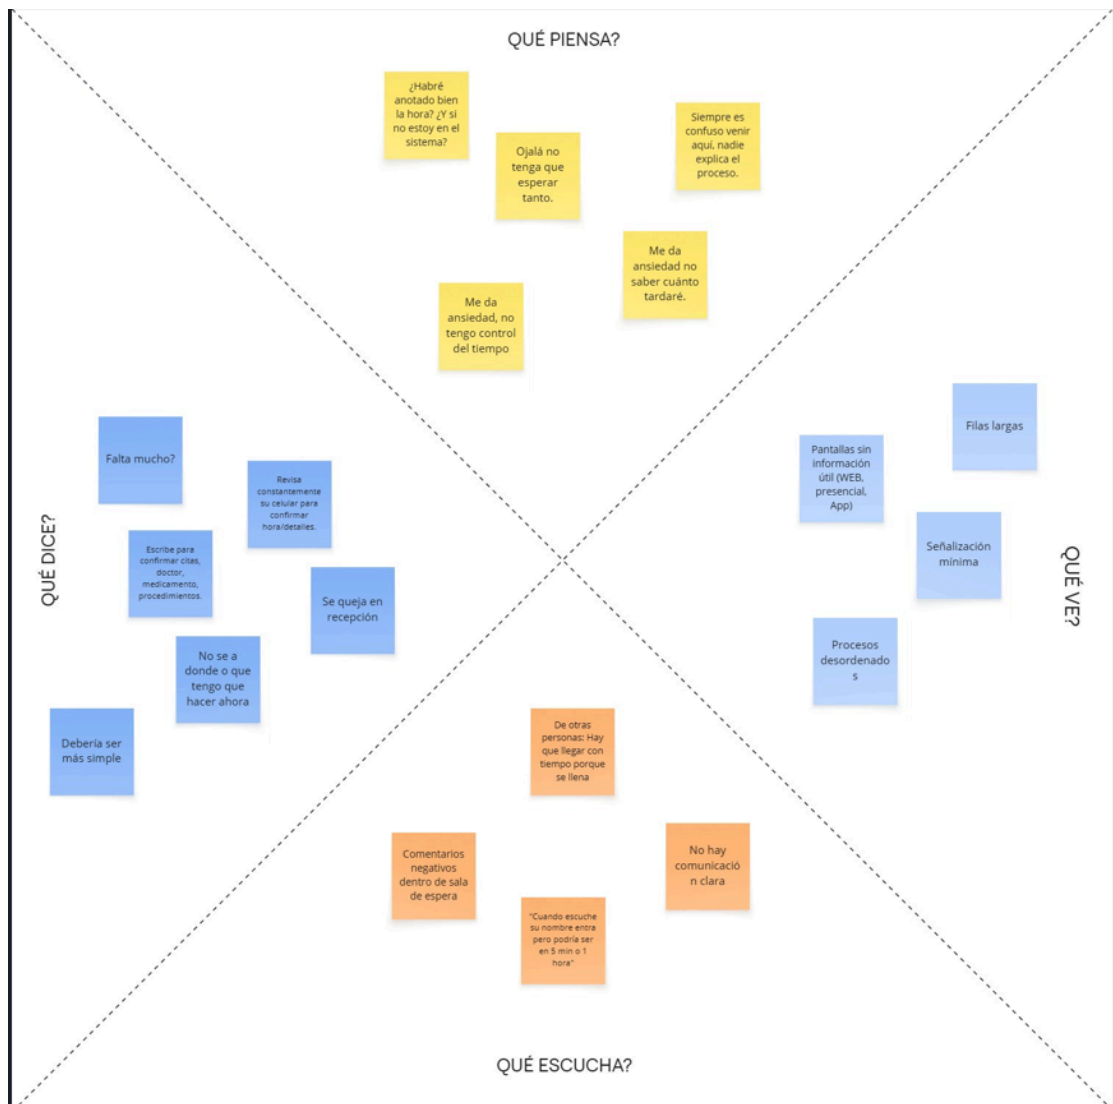 QUÉ PIENSA?
¿Habré
anotado bien
la hora? ¿Y si
no estoy en el
sistema?
Ojalá no
tenga que
esperar
tanto.
Siempre es
confuso venir
aquí, nadie
explica el
proceso.
Me da
ansiedad no
saber cuánto
tardaré.
Me da
ansiedad, no
tengo control
del tiempo
QUÉ DICE?
Falta mucho?
Revisa
constantemente
su celular para
confirmar
hora/detalles.
Escribe para
confirmar citas,
doctor,
medicamento,
procedimientos.
Se queja en
recepción
No se a
donde o que
tengo que
hacer ahora
Debería ser
más simple
QUÉ VE?
Filas largas
Pantallas sin
información
útil (WEB,
presencial,
App)
Señalización
mínima
Procesos
desordenado
s
De otras
personas: Hay
que llegar con
tiempo porque
se llena
Comentarios
negativos
dentro de sala
de espera
No hay
comunicació
n clara
"Cuando escuche
su nombre entra
pero podría ser
en 5 min o 1
hora"
QUÉ ESCUCHA?